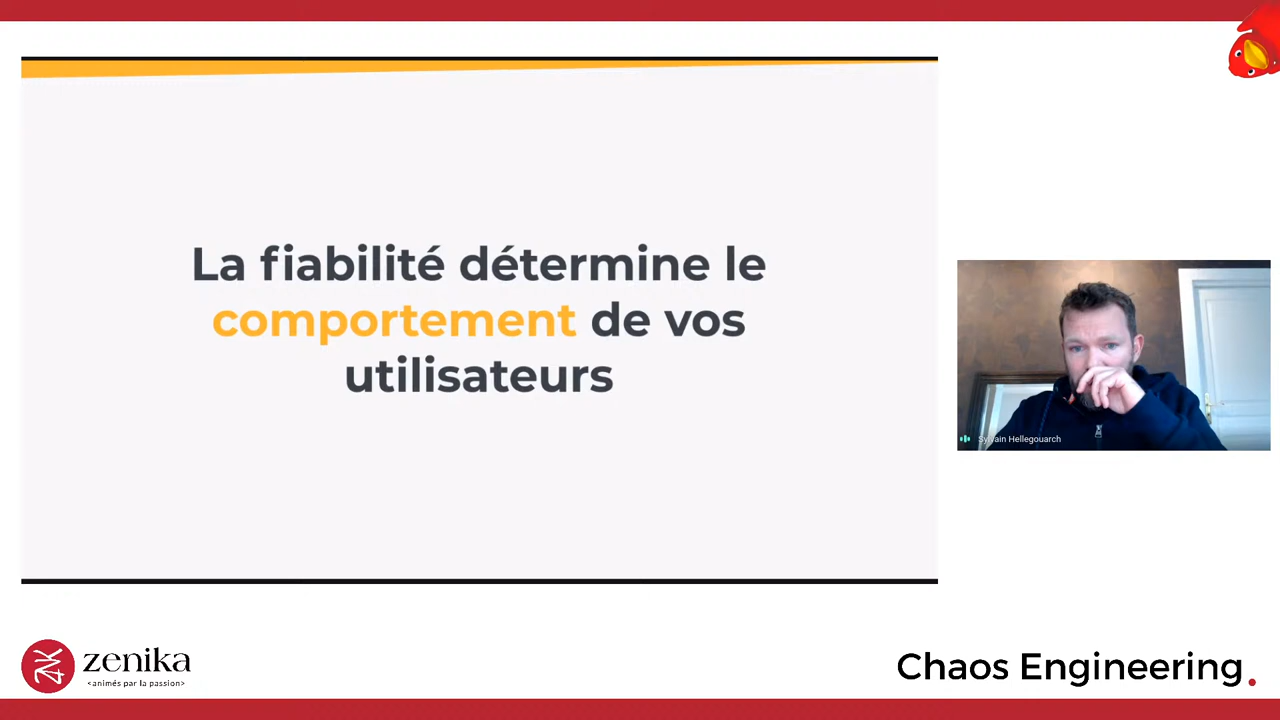 La fiabilité détermine le
comportement de vos
utilisateurs
Sylvain Hellegouarch
zenika
<animés par la passion>
Chaos Engineering.